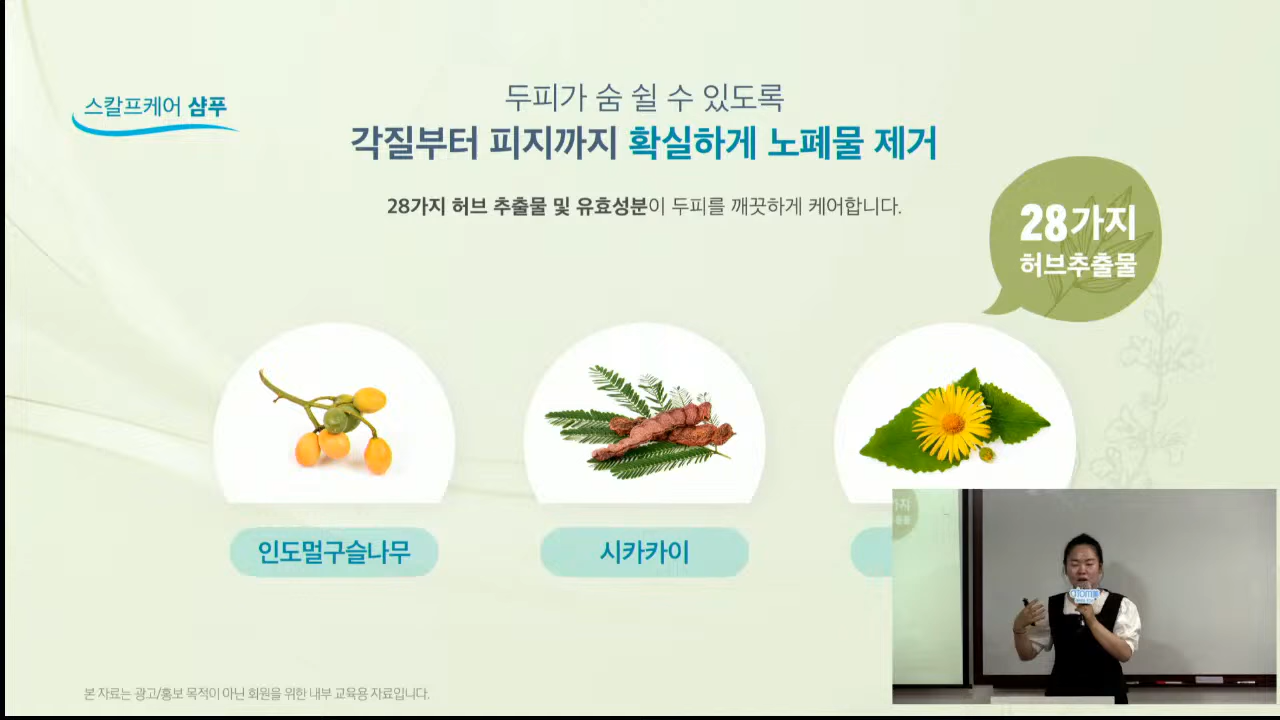 스칼프케어 샴푸
두피가 숨 쉴 수 있도록
각질부터 피지까지 확실하게 노폐물 제거
28가지 허브 추출물 및 유효성분이 두피를 깨끗하게 케어합니다.
28가지
허브추출물
인도멀구슬나무
시카카이
본 자료는 광고/홍보 목적이 아닌 회원을 위한 내부 교육용 자료입니다.